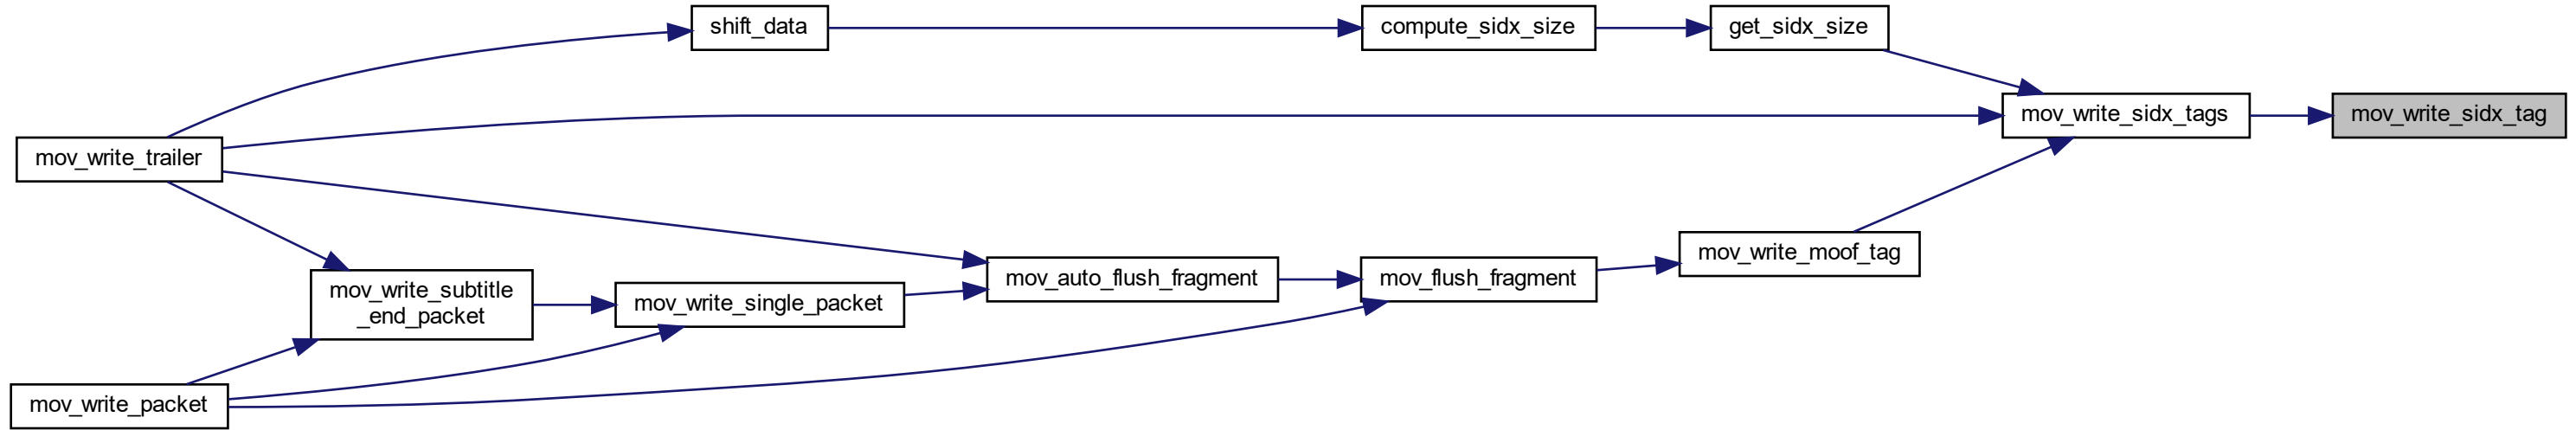 shift_data
compute_sidx_size
get_sidx_size
mov_write_sidx_tags
mov_write_sidx_tag
mov_write_trailer
mov_write_moof_tag
mov_auto_flush_fragment
mov_flush_fragment
mov_write_subtitle
_end_packet
mov_write_single_packet
mov_write_packet